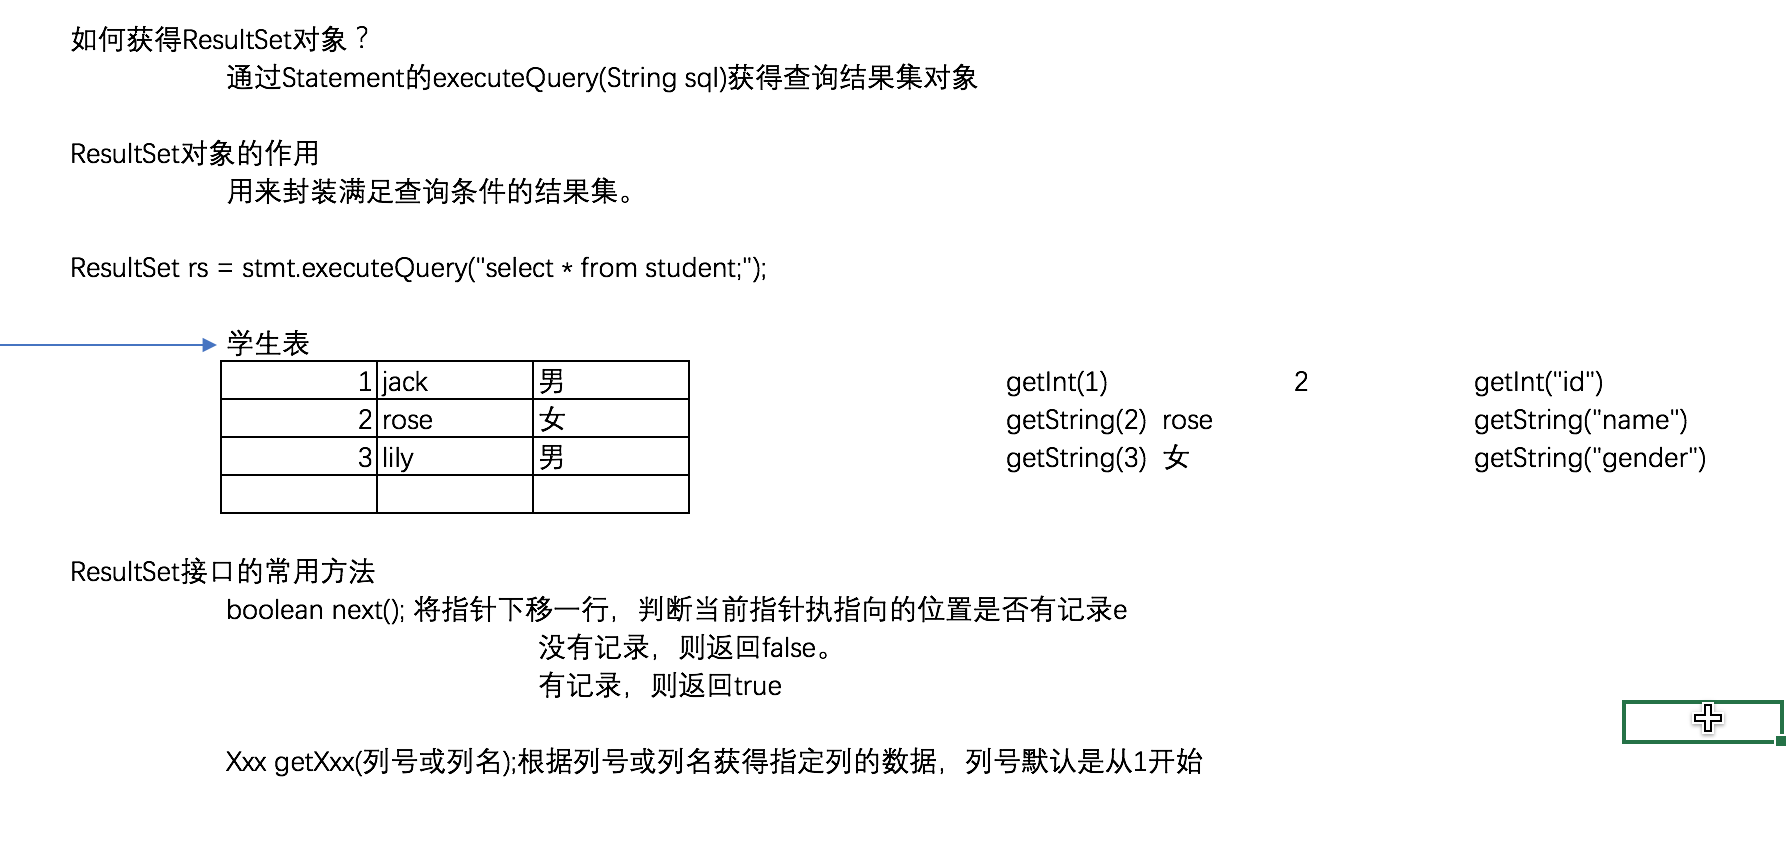 如何获得ResultSet对象？
通过Statement的executeQuery(String sql)获得查询结果集对象
ResultSet对象的作用
用来封装满足查询条件的结果集。
ResultSet rs = stmt.executeQuery("select * from student;");
学生表
1 jack 男 getInt(1) 2 getInt("id")
2 rose 女 getString(2) rose getString("name")
3 lily 男 getString(3) 女 getString("gender")
ResultSet接口的常用方法
boolean next(); 将指针下移一行，判断当前指针执指向的位置是否有记录e
没有记录，则返回false。
有记录，则返回true
Xxx getXxx(列号或列名);根据列号或列名获得指定列的数据，列号默认是从1开始